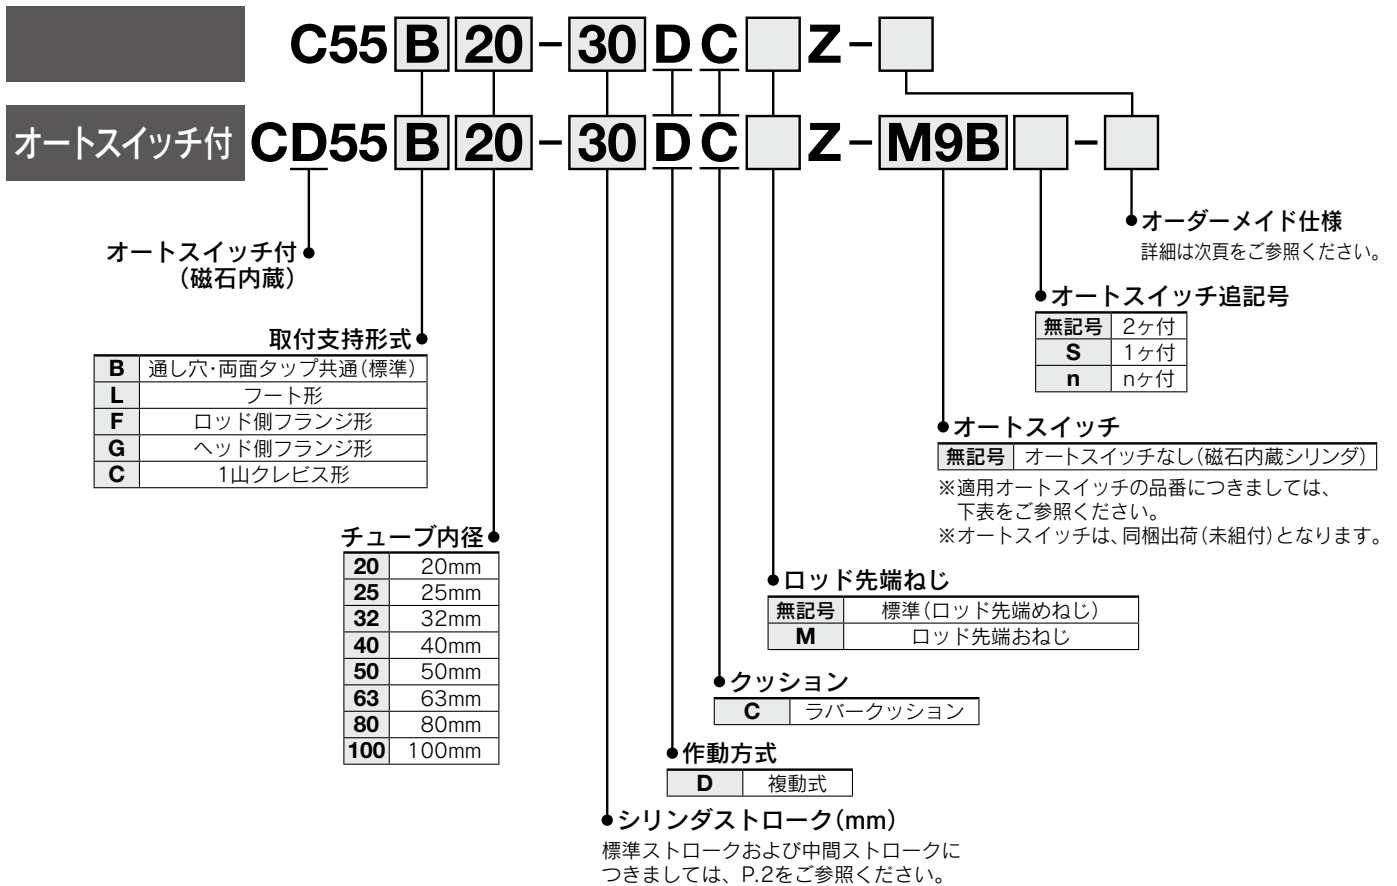 C55 B 20 - 30 D C Z -
オートスイッチ付 CD55 B 20 - 30 D C Z - M9B -
オーダーメイド仕様
詳細は次頁をご参照ください。
オートスイッチ付
(磁石内蔵)
オートスイッチ追記号
無記号 2ヶ付
S 1ヶ付
n nヶ付
取付支持形式
B 通し穴・両面タップ共通(標準)
L フート形
F ロッド側フランジ形
G ヘッド側フランジ形
C 1山クレビス形
オートスイッチ
無記号 オートスイッチなし(磁石内蔵シリンダ)
※適用オートスイッチの品番につきましては、
下表をご参照ください。
※オートスイッチは、同梱出荷(未組付)となります。
チューブ内径
20 20mm
25 25mm
32 32mm
40 40mm
50 50mm
63 63mm
80 80mm
100 100mm
ロッド先端ねじ
無記号 標準(ロッド先端めねじ)
M ロッド先端おねじ
クッション
C ラバークッション
作動方式
D 複動式
シリンダストローク(mm)
標準ストロークおよび中間ストロークに
つきましては、P.2をご参照ください。